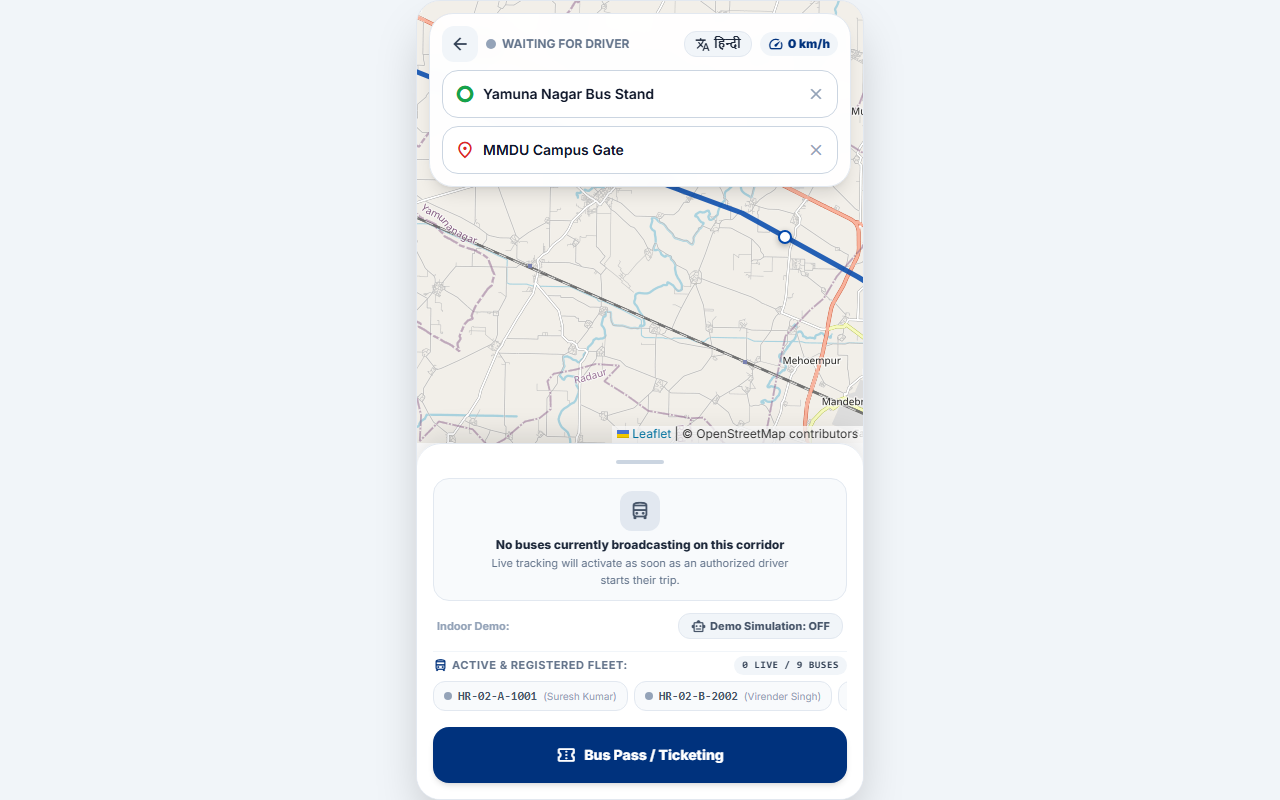 WAITING FOR DRIVER
हिन्दी
0 km/h
Yamuna Nagar Bus Stand
MMDU Campus Gate
Yamunanagar
Radaur
Mehoempur
Leaflet | © OpenStreetMap contributors
No buses currently broadcasting on this corridor
Live tracking will activate as soon as an authorized driver
starts their trip.
Indoor Demo:
Demo Simulation: OFF
ACTIVE & REGISTERED FLEET:
0 LIVE / 9 BUSES
HR-02-A-1001 (Suresh Kumar)
HR-02-B-2002 (Virender Singh)
Bus Pass / Ticketing